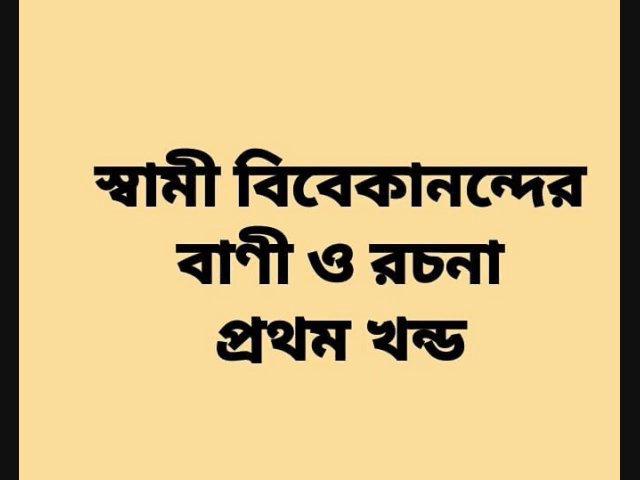 স্বামী বিবেকানন্দের
বাণী ও রচনা
প্রথম খন্ড